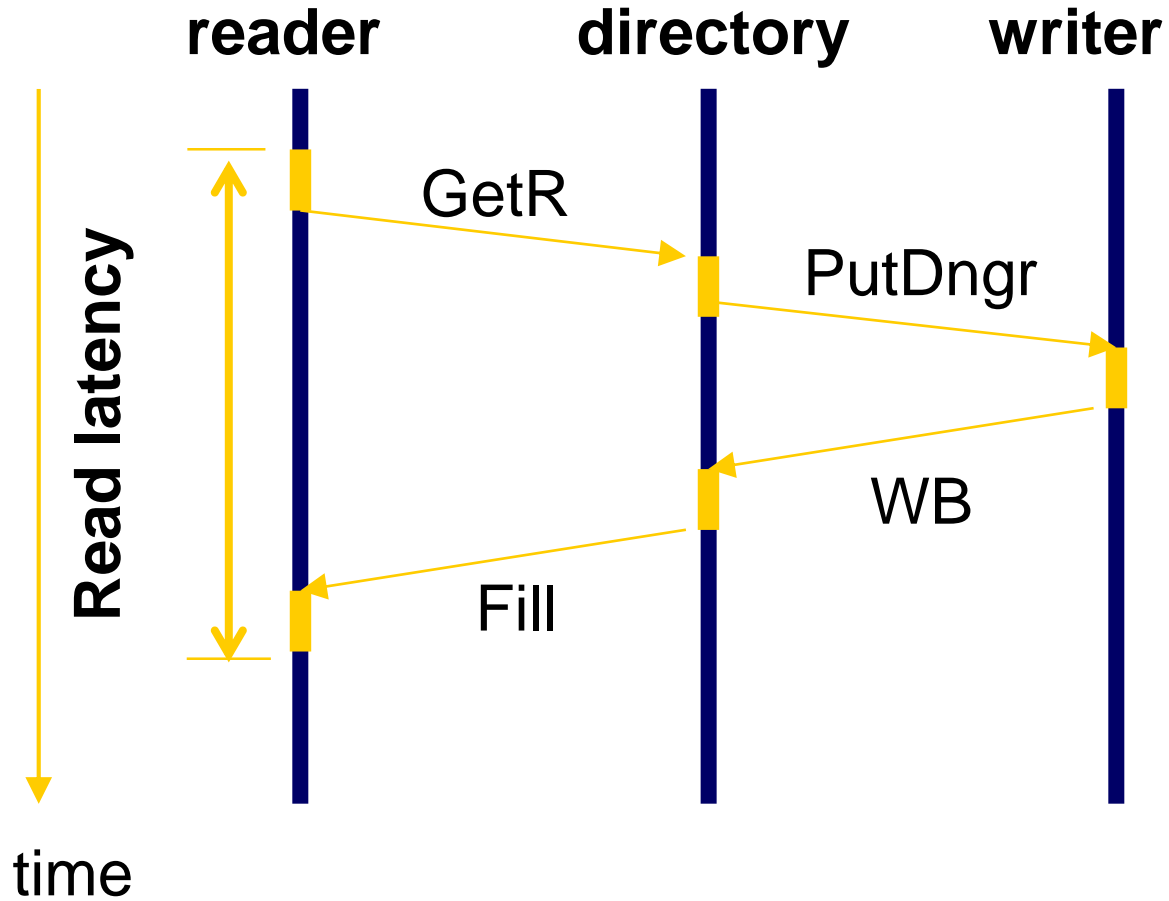 reader directory writer
GetR
PutDngr
Read latency
WB
Fill
time